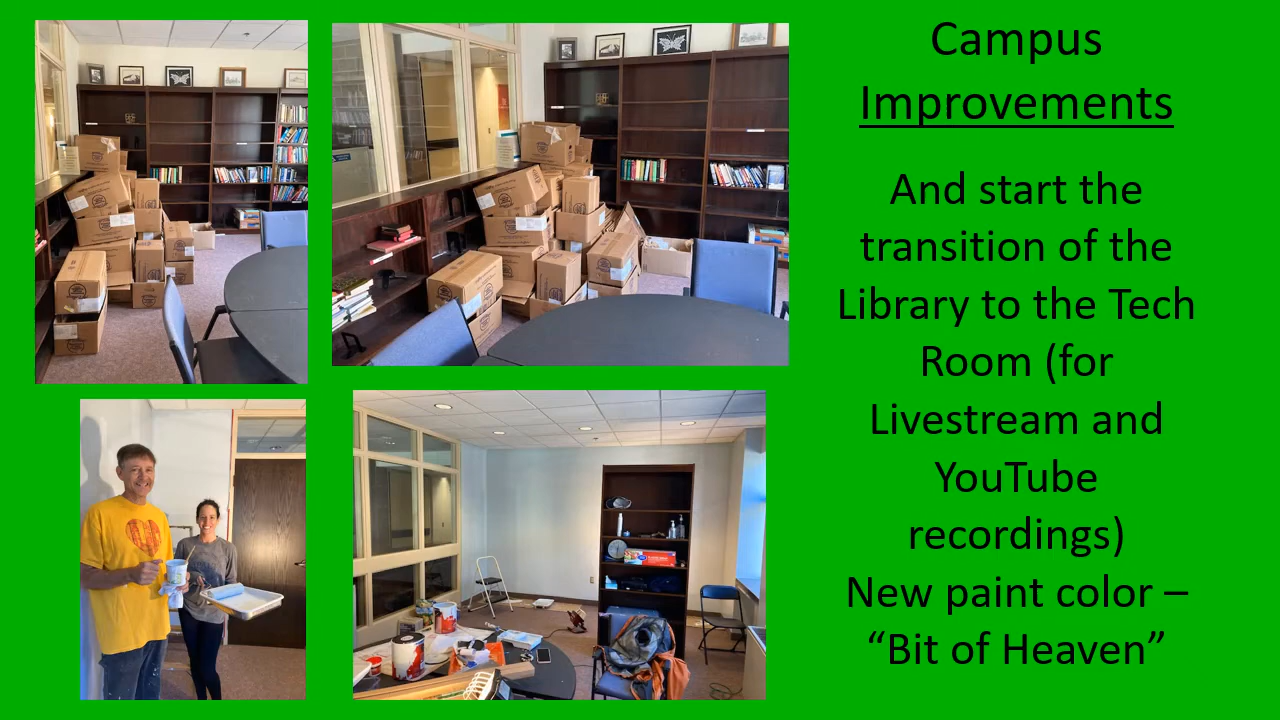 Campus
Improvements
And start the
transition of the
Library to the Tech
Room (for
Livestream and
YouTube
recordings)
New paint color –
“Bit of Heaven”